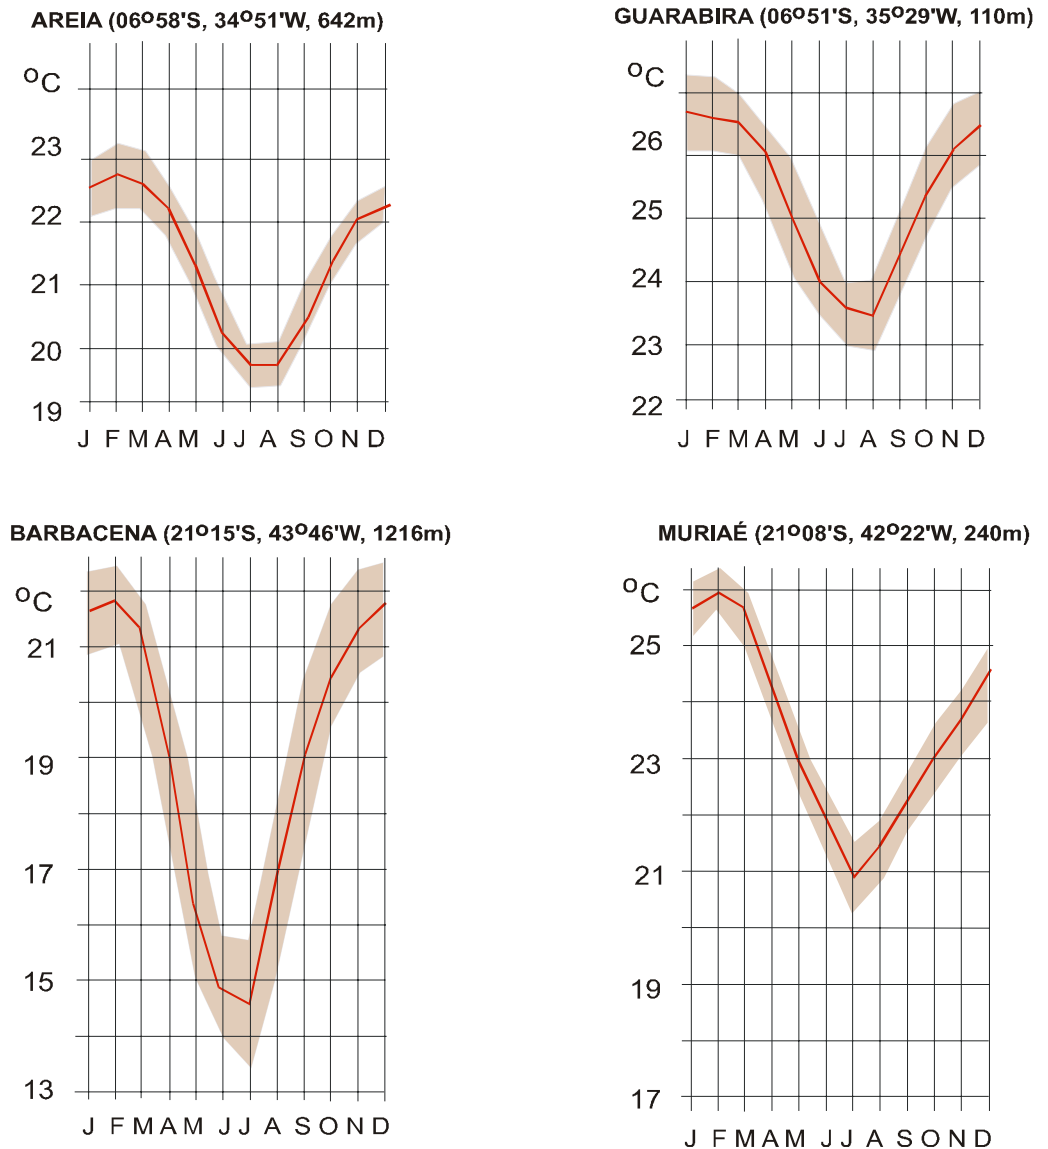 AREIA (06º58'S, 34º51'W, 642m)
ºC
23
22
21
20
19
J F M A M J J A S O N D
GUARABIRA (06º51'S, 35º29'W, 110m)
ºC
26
25
24
23
22
J F M A M J J A S O N D
BARBACENA (21º15'S, 43º46'W, 1216m)
ºC
21
19
17
15
13
J F M A M J J A S O N D
MURIAÉ (21º08'S, 42º22'W, 240m)
ºC
25
23
21
19
17
J F M A M J J A S O N D